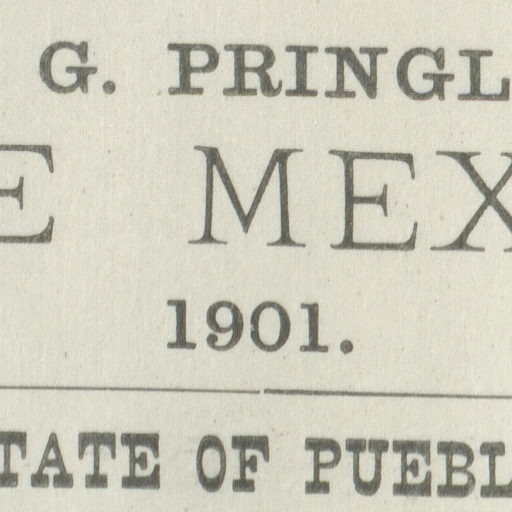 G. PRINGL
E MEX
1901.
TATE OF PUEBL